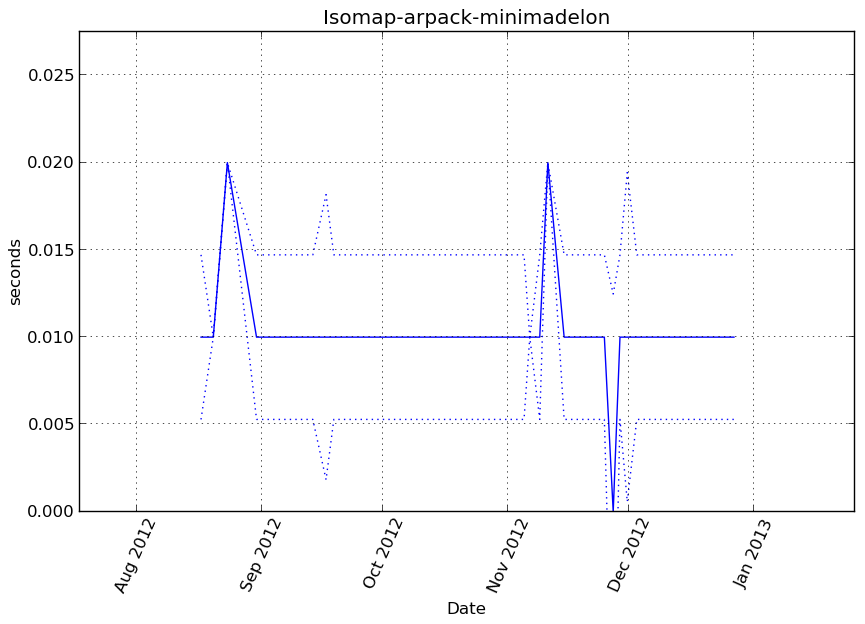 Isomap-arpack-minimadelon
0.025
0.020
0.015
0.010
0.005
0.000
seconds
Aug 2012
Sep 2012
Oct 2012
Nov 2012
Dec 2012
Jan 2013
Date